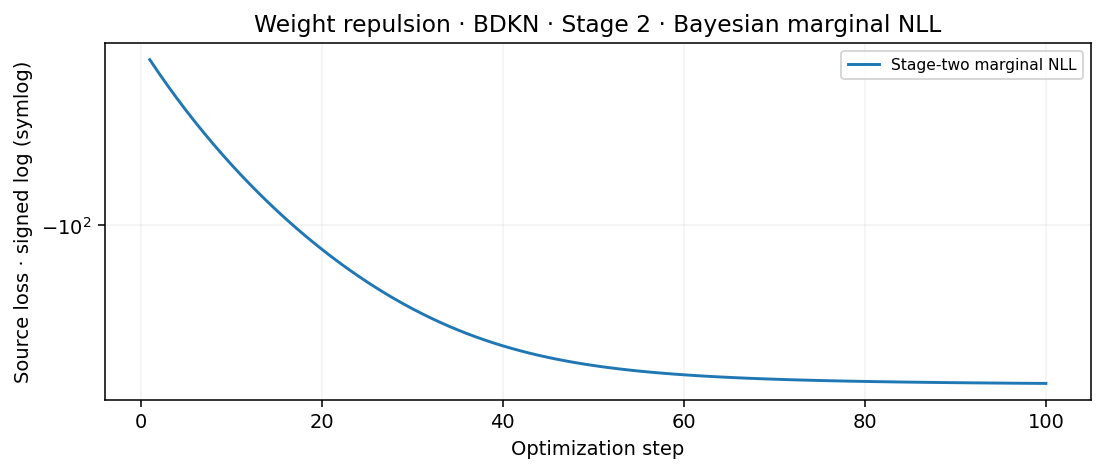 Weight repulsion · BDKN · Stage 2 · Bayesian marginal NLL
Stage-two marginal NLL
Source loss · signed log (symlog)
−10²
0 20 40 60 80 100
Optimization step